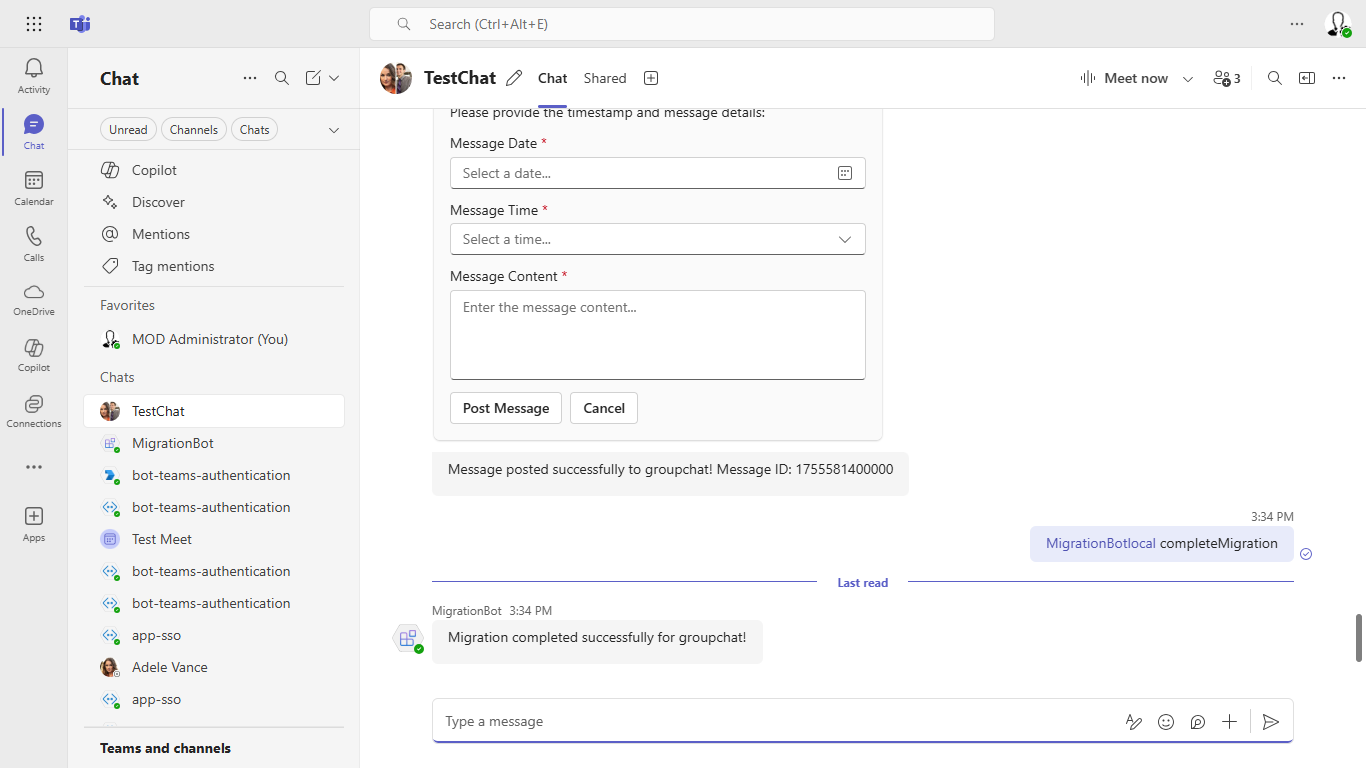 Search (Ctrl+Alt+E)
Activity
Chat
Calendar
Calls
OneDrive
Copilot
Connections
Apps
Chat
Unread
Channels
Chats
Copilot
Discover
Mentions
Tag mentions
Favorites
MOD Administrator (You)
Chats
TestChat
MigrationBot
bot-teams-authentication
bot-teams-authentication
Test Meet
bot-teams-authentication
bot-teams-authentication
app-sso
Adele Vance
app-sso
Teams and channels
TestChat
Chat
Shared
Meet now
3
Please provide the timestamp and message details:
Message Date *
Select a date...
Message Time *
Select a time...
Message Content *
Enter the message content...
Post Message
Cancel
Message posted successfully to groupchat! Message ID: 1755581400000
3:34 PM
MigrationBotlocal completeMigration
Last read
MigrationBot 3:34 PM
Migration completed successfully for groupchat!
Type a message